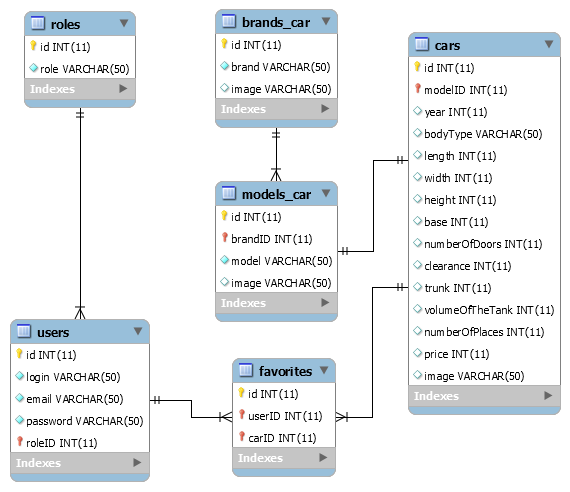 roles
id INT(11)
role VARCHAR(50)
Indexes
brands_car
id INT(11)
brand VARCHAR(50)
image VARCHAR(50)
Indexes
cars
id INT(11)
modelID INT(11)
year INT(11)
bodyType VARCHAR(50)
length INT(11)
width INT(11)
height INT(11)
base INT(11)
numberOfDoors INT(11)
clearance INT(11)
trunk INT(11)
volumeOfTheTank INT(11)
numberOfPlaces INT(11)
price INT(11)
image VARCHAR(50)
Indexes
models_car
id INT(11)
brandID INT(11)
model VARCHAR(50)
image VARCHAR(50)
Indexes
users
id INT(11)
login VARCHAR(50)
email VARCHAR(50)
password VARCHAR(50)
roleID INT(11)
Indexes
favorites
id INT(11)
userID INT(11)
carID INT(11)
Indexes